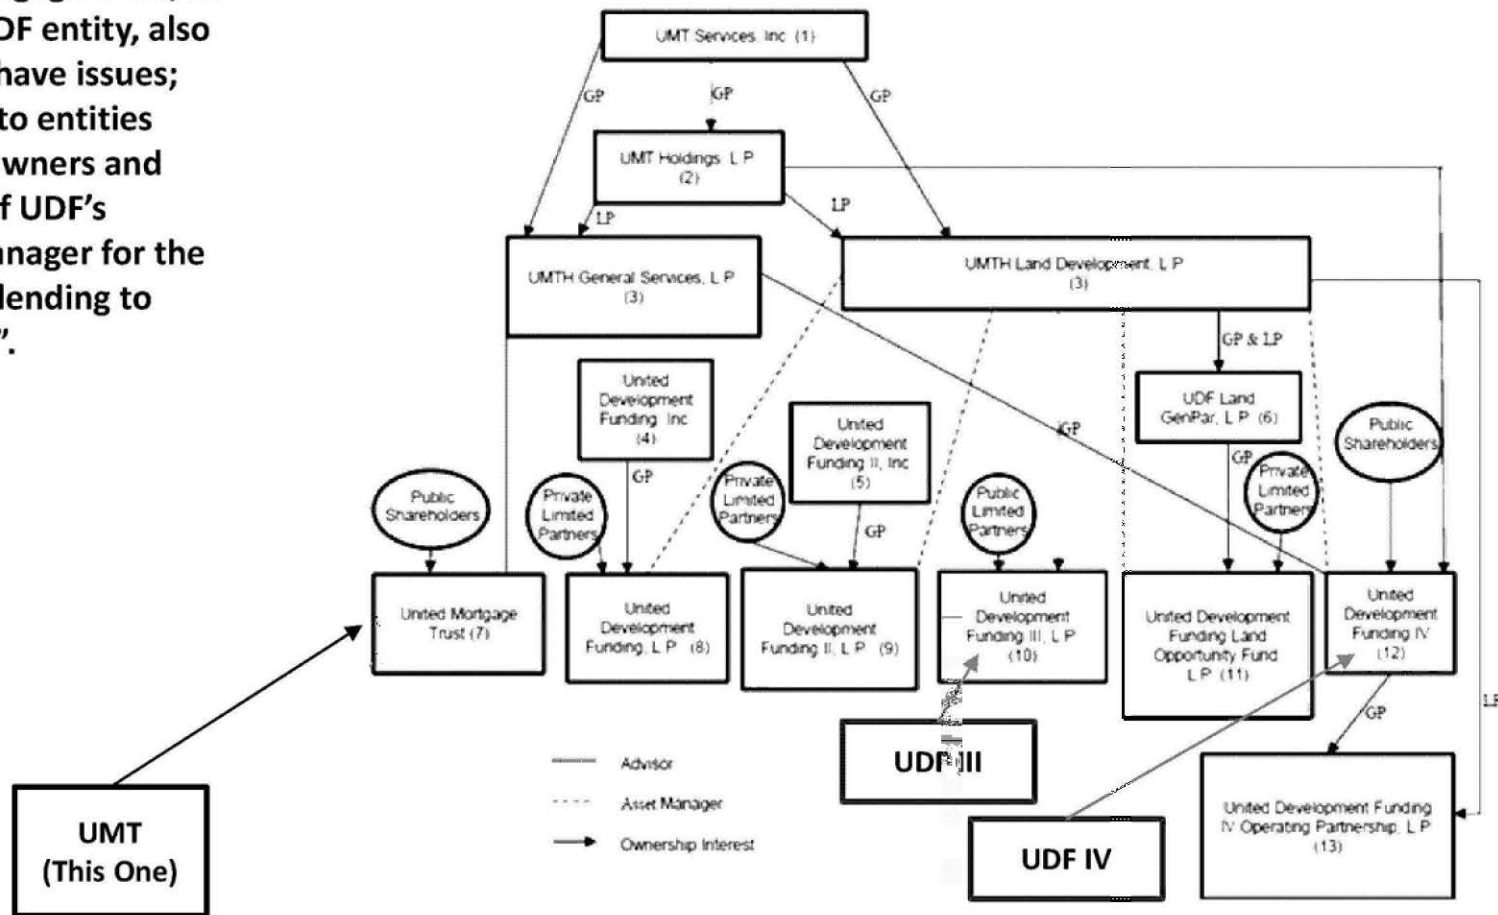 DF entity, also
have issues;
to entities
wners and
f UDF's
nager for the
lending to
”.
UMT Services, Inc (1)
GP
GP
GP
UMT Holdings, L P
(2)
LP
LP
UMTH General Services, L P
(3)
UMTH Land Development, L P
(3)
GP & LP
United
Development
Funding, Inc
(4)
United
Development
Funding II, Inc
(5)
UDF Land
GenPar, L P (6)
Public
Shareholders
GP
GP
Public
Shareholders
Private
Limited
Partners
GP
Private
Limited
Partners
GP
Public
Limited
Partners
Private
Limited
Partners
United Mortgage
Trust (7)
United
Development
Funding, L P (8)
United
Development
Funding II, L P (9)
United
Development
Funding III, L P
(10)
United Development
Funding Land
Opportunity Fund
L P (11)
United
Development
Funding IV
(12)
GP
LP
UDF III
Advisor
Asset Manager
Ownership Interest
UMT
(This One)
UDF IV
United Development Funding
IV Operating Partnership, L P
(13)